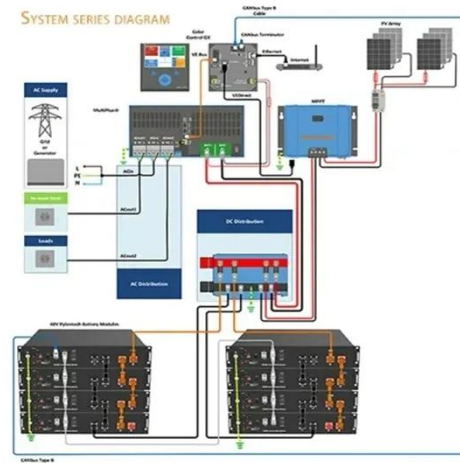 SYSTEM SERIES DIAGRAM
CANbus Type B
Cable
PV Array
Color
Control GX
CANbus Terminator
VE.Bus
Ethernet
Internet
AC Supply
MultiPlus-II
VE.Direct
MPPT
Grid
or
Generator
L
PE
N
ACin
ACout1
Loads
ACout2
DC Distribution
AC Distribution
48V Pylontech Battery Modules
CANbus Type B